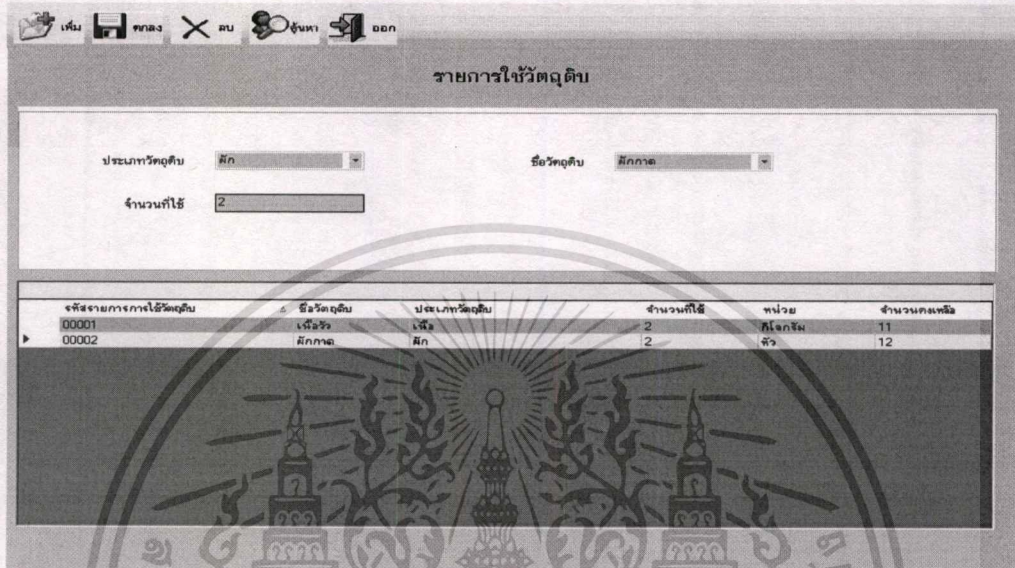 เพิ่ม ตกลง ลบ ค้นหา ออก
รายการใช้วัตถุดิบ
ประเภทวัตถุดิบ ผัก ชื่อวัตถุดิบ ผักกาด
จำนวนที่ใช้ 2
รหัสรายการการใช้วัตถุดิบ ชื่อวัตถุดิบ ประเภทวัตถุดิบ จำนวนที่ใช้ หน่วย จำนวนคงเหลือ
00001 เนื้อวัว เนื้อ 2 กิโลกรัม 11
00002 ผักกาด ผัก 2 หัว 12